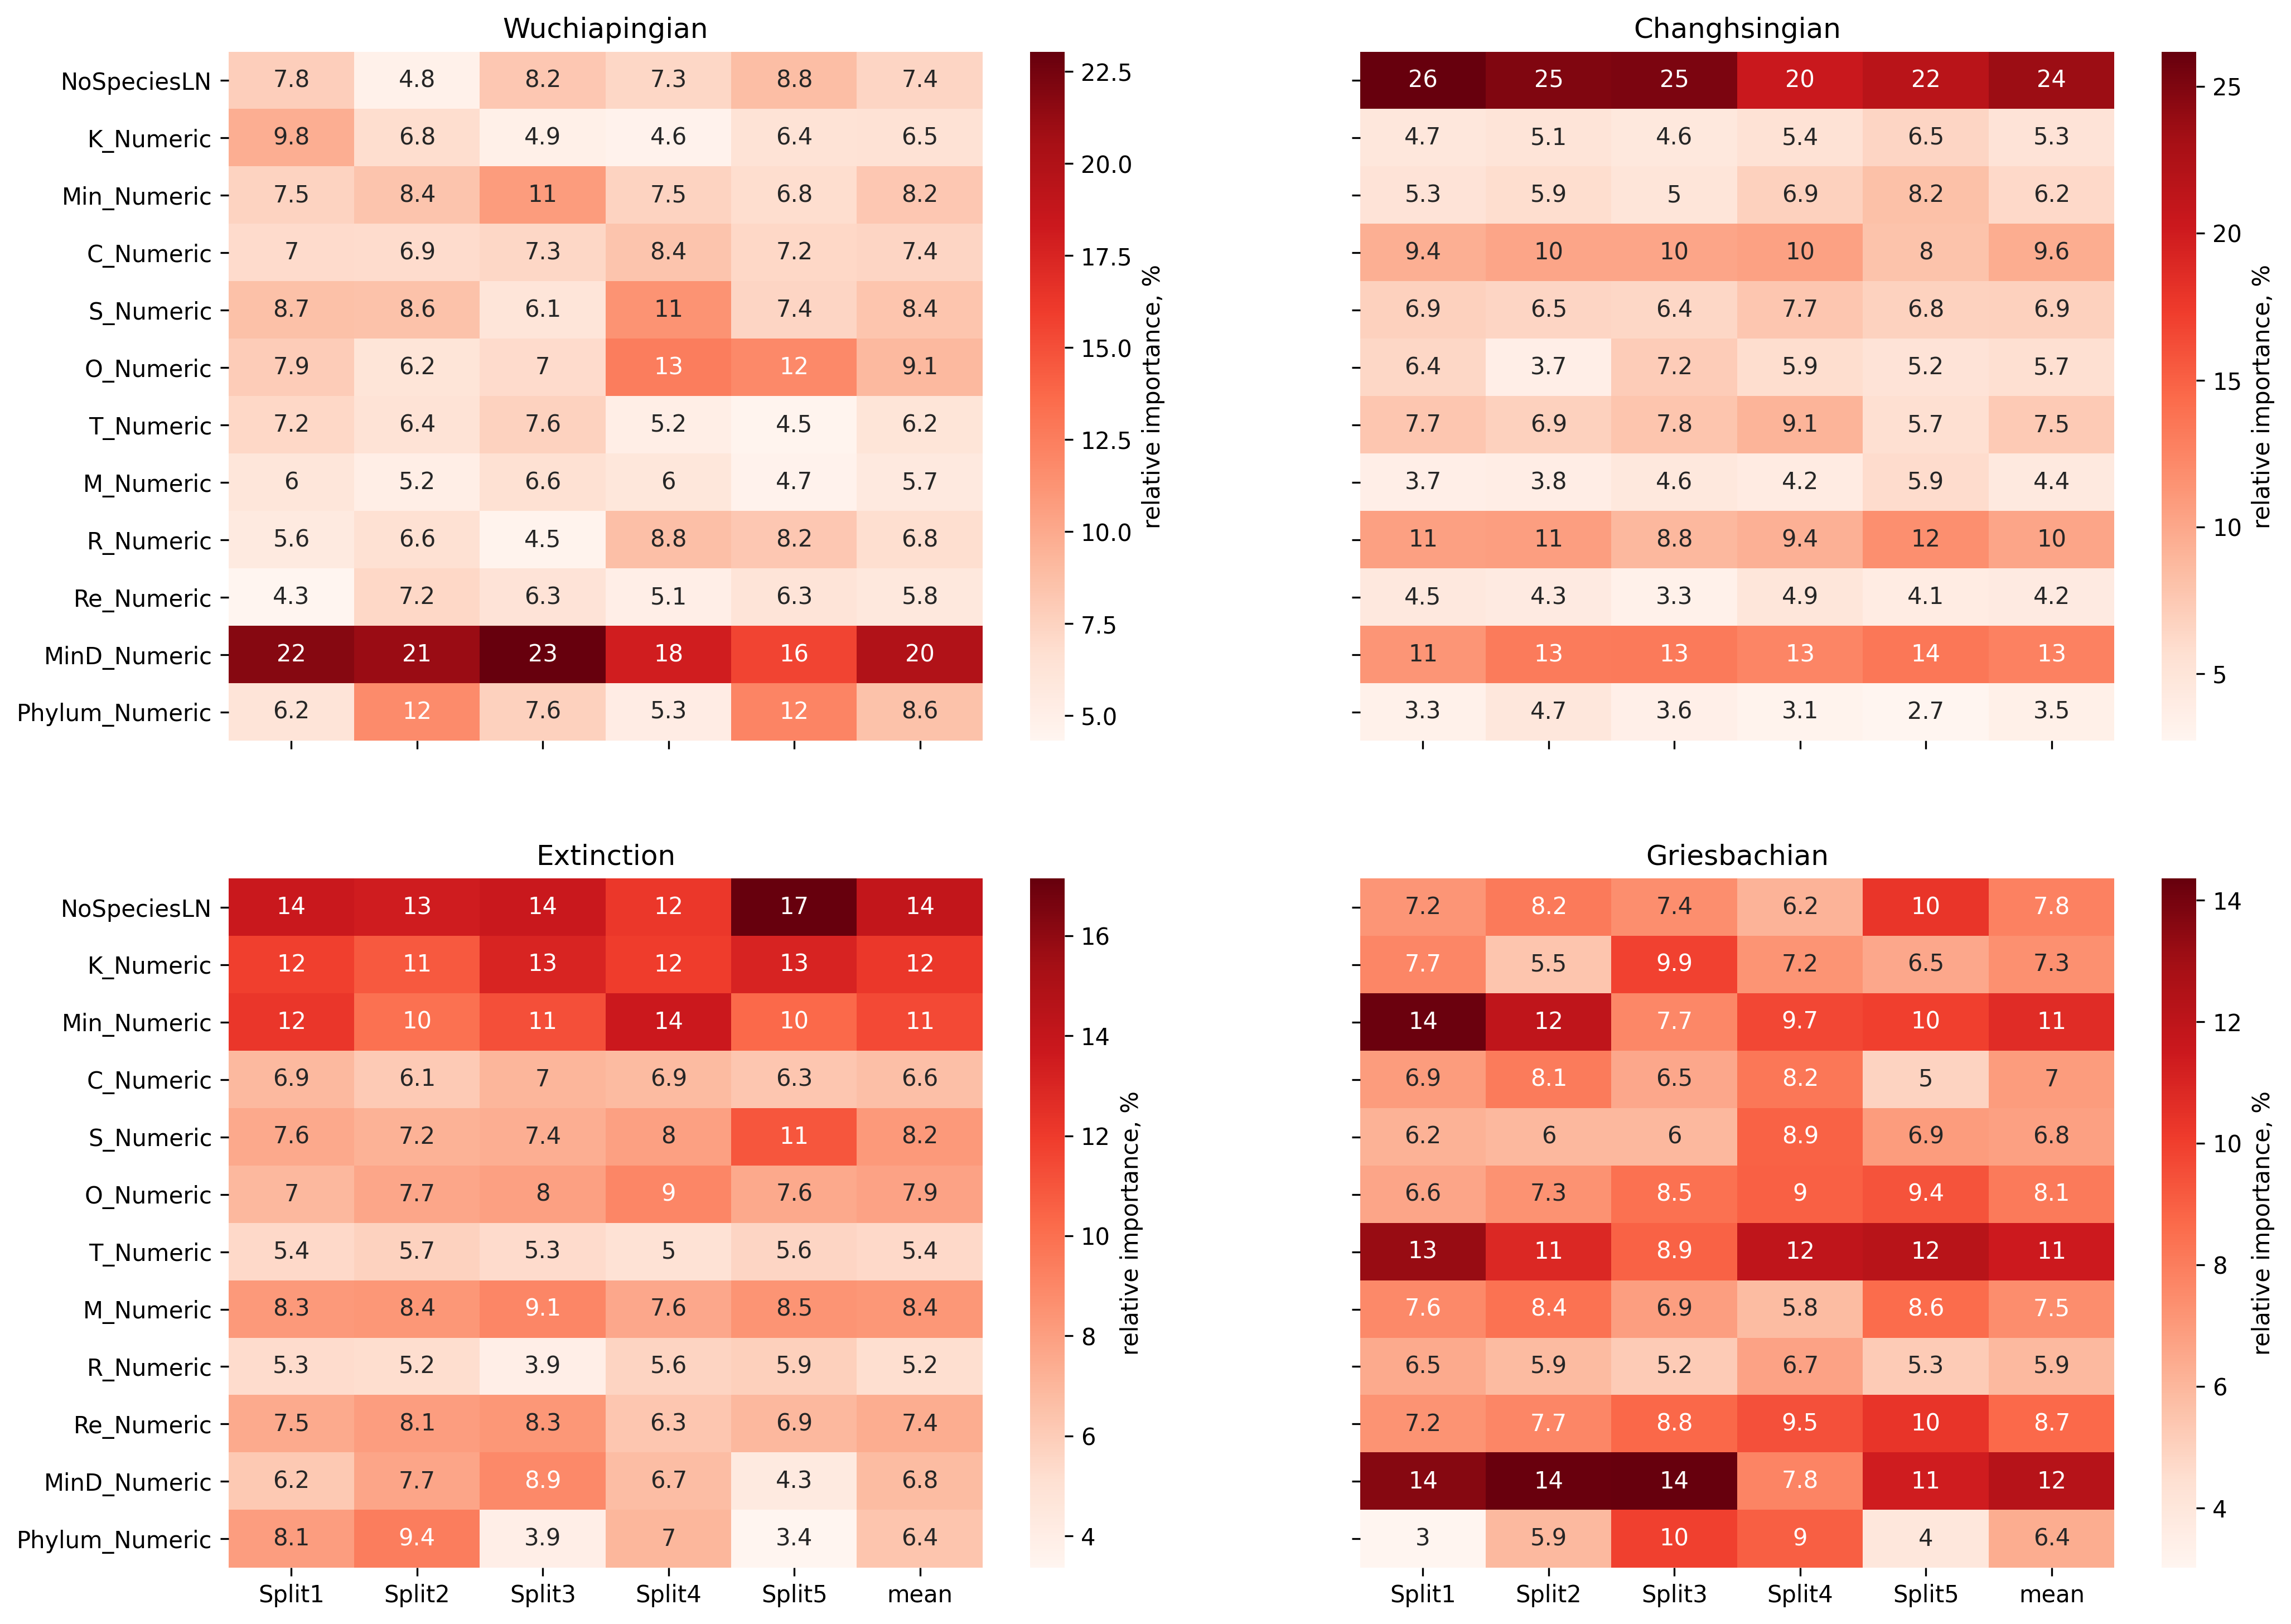 Wuchiapingian
NoSpeciesLN 7.8 4.8 8.2 7.3 8.8 7.4
K_Numeric 9.8 6.8 4.9 4.6 6.4 6.5
Min_Numeric 7.5 8.4 11 7.5 6.8 8.2
C_Numeric 7 6.9 7.3 8.4 7.2 7.4
S_Numeric 8.7 8.6 6.1 11 7.4 8.4
O_Numeric 7.9 6.2 7 13 12 9.1
T_Numeric 7.2 6.4 7.6 5.2 4.5 6.2
M_Numeric 6 5.2 6.6 6 4.7 5.7
R_Numeric 5.6 6.6 4.5 8.8 8.2 6.8
Re_Numeric 4.3 7.2 6.3 5.1 6.3 5.8
MinD_Numeric 22 21 23 18 16 20
Phylum_Numeric 6.2 12 7.6 5.3 12 8.6
22.5
20.0
17.5
15.0
12.5
10.0
7.5
5.0
relative importance, %
Changhsingian
26 25 25 20 22 24
4.7 5.1 4.6 5.4 6.5 5.3
5.3 5.9 5 6.9 8.2 6.2
9.4 10 10 10 8 9.6
6.9 6.5 6.4 7.7 6.8 6.9
6.4 3.7 7.2 5.9 5.2 5.7
7.7 6.9 7.8 9.1 5.7 7.5
3.7 3.8 4.6 4.2 5.9 4.4
11 11 8.8 9.4 12 10
4.5 4.3 3.3 4.9 4.1 4.2
11 13 13 13 14 13
3.3 4.7 3.6 3.1 2.7 3.5
25
20
15
10
5
relative importance, %
Extinction
NoSpeciesLN 14 13 14 12 17 14
K_Numeric 12 11 13 12 13 12
Min_Numeric 12 10 11 14 10 11
C_Numeric 6.9 6.1 7 6.9 6.3 6.6
S_Numeric 7.6 7.2 7.4 8 11 8.2
O_Numeric 7 7.7 8 9 7.6 7.9
T_Numeric 5.4 5.7 5.3 5 5.6 5.4
M_Numeric 8.3 8.4 9.1 7.6 8.5 8.4
R_Numeric 5.3 5.2 3.9 5.6 5.9 5.2
Re_Numeric 7.5 8.1 8.3 6.3 6.9 7.4
MinD_Numeric 6.2 7.7 8.9 6.7 4.3 6.8
Phylum_Numeric 8.1 9.4 3.9 7 3.4 6.4
Split1 Split2 Split3 Split4 Split5 mean
16
14
12
10
8
6
4
relative importance, %
Griesbachian
7.2 8.2 7.4 6.2 10 7.8
7.7 5.5 9.9 7.2 6.5 7.3
14 12 7.7 9.7 10 11
6.9 8.1 6.5 8.2 5 7
6.2 6 6 8.9 6.9 6.8
6.6 7.3 8.5 9 9.4 8.1
13 11 8.9 12 12 11
7.6 8.4 6.9 5.8 8.6 7.5
6.5 5.9 5.2 6.7 5.3 5.9
7.2 7.7 8.8 9.5 10 8.7
14 14 14 7.8 11 12
3 5.9 10 9 4 6.4
Split1 Split2 Split3 Split4 Split5 mean
14
12
10
8
6
4
relative importance, %